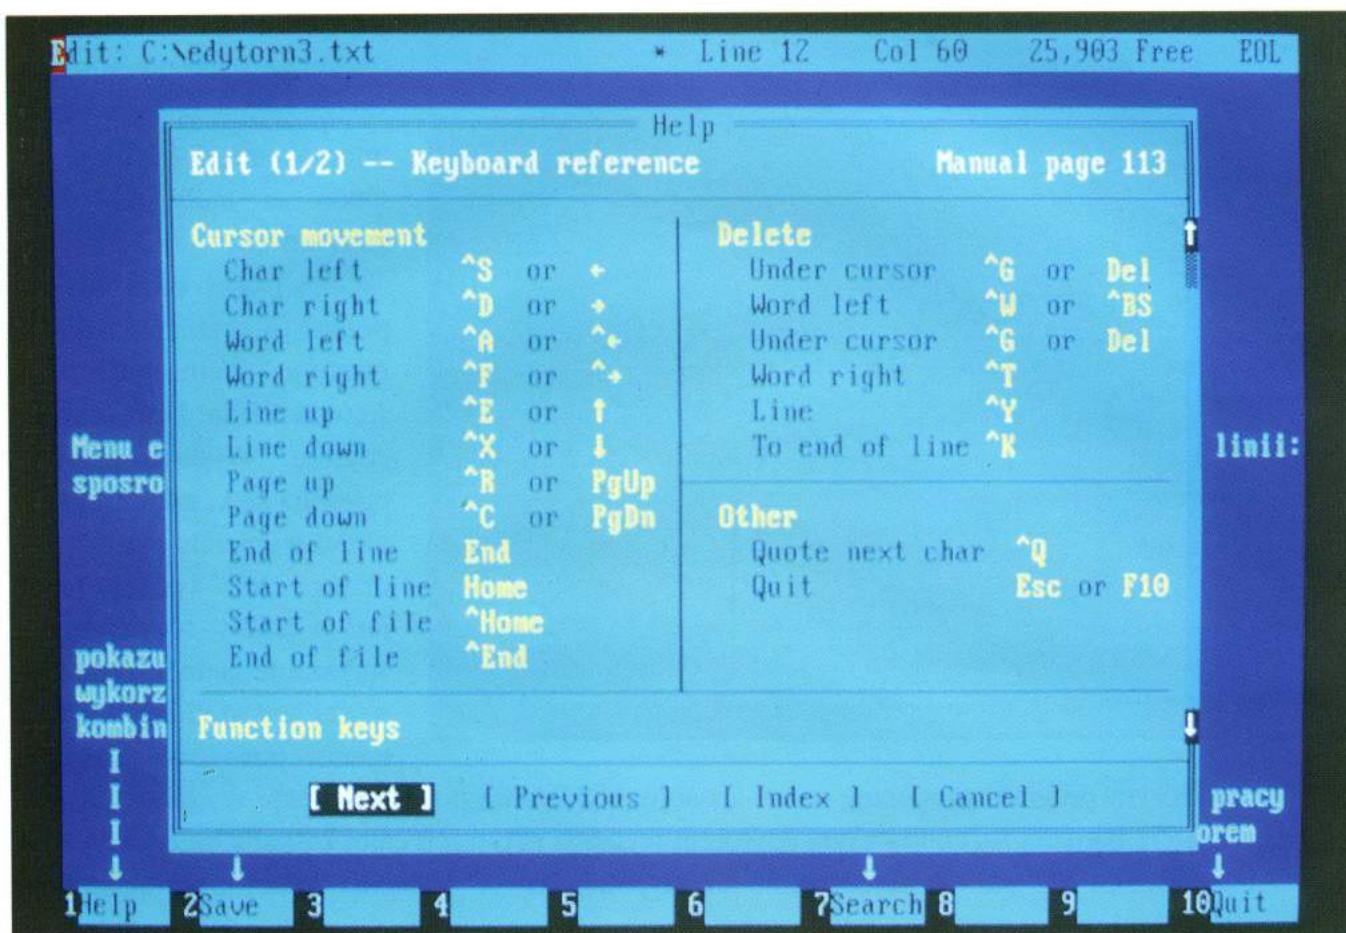 Edit: C:\edytorn3.txt * Line 12 Col 60 25,903 Free EOL
Help
Edit (1/2) -- Keyboard reference Manual page 113
Cursor movement
Char left ^S or ←
Char right ^D or →
Word left ^A or ^←
Word right ^F or ^→
Line up ^E or ↑
Line down ^X or ↓
Page up ^R or PgUp
Page down ^C or PgDn
End of line End
Start of line Home
Start of file ^Home
End of file ^End
Delete
Under cursor ^G or Del
Word left ^W or ^BS
Under cursor ^G or Del
Word right ^T
Line ^Y
To end of line ^K
Other
Quote next char ^Q
Quit Esc or F10
Function keys
[ Next ] [ Previous ] [ Index ] [ Cancel ]
Menu e linii:
sposro
pokazu
wykorz
kombin
I
I pracy
I orem
↓ ↓ ↓ ↓
1Help 2Save 3 4 5 6 7Search 8 9 10Quit